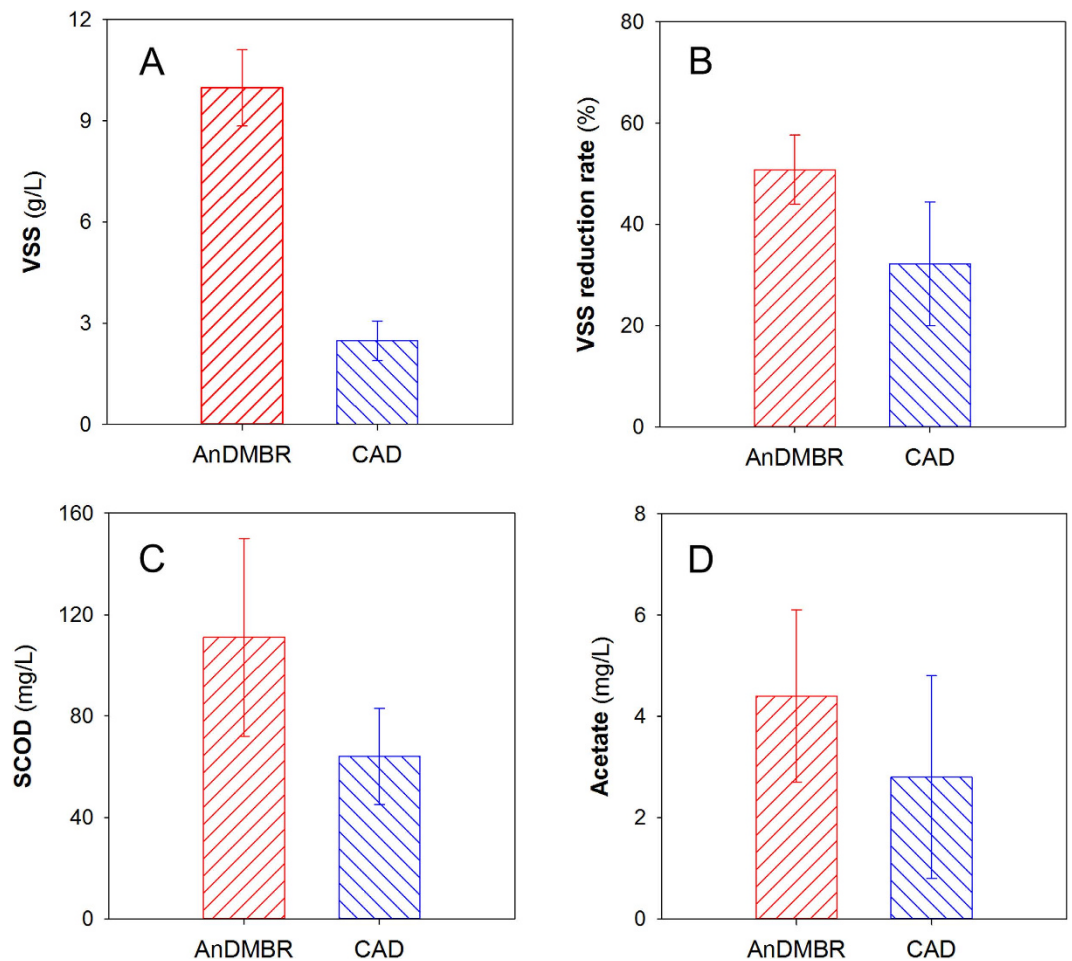 A
VSS (g/L)
12
9
6
3
0
AnDMBR
CAD
B
VSS reduction rate (%)
80
60
40
20
0
AnDMBR
CAD
C
SCOD (mg/L)
160
120
80
40
0
AnDMBR
CAD
D
Acetate (mg/L)
8
6
4
2
0
AnDMBR
CAD